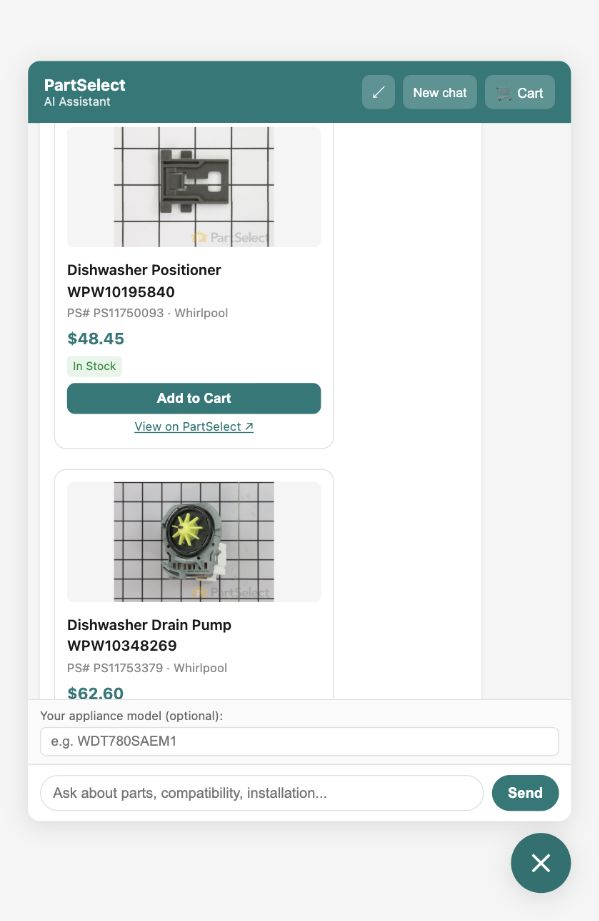 PartSelect
AI Assistant
New chat
Cart
PartSelect
Dishwasher Positioner
WPW10195840
PS# PS11750093 · Whirlpool
$48.45
In Stock
Add to Cart
View on PartSelect ↗
PartSelect
Dishwasher Drain Pump
WPW10348269
PS# PS11753379 · Whirlpool
$62.60
Your appliance model (optional):
e.g. WDT780SAEM1
Ask about parts, compatibility, installation...
Send